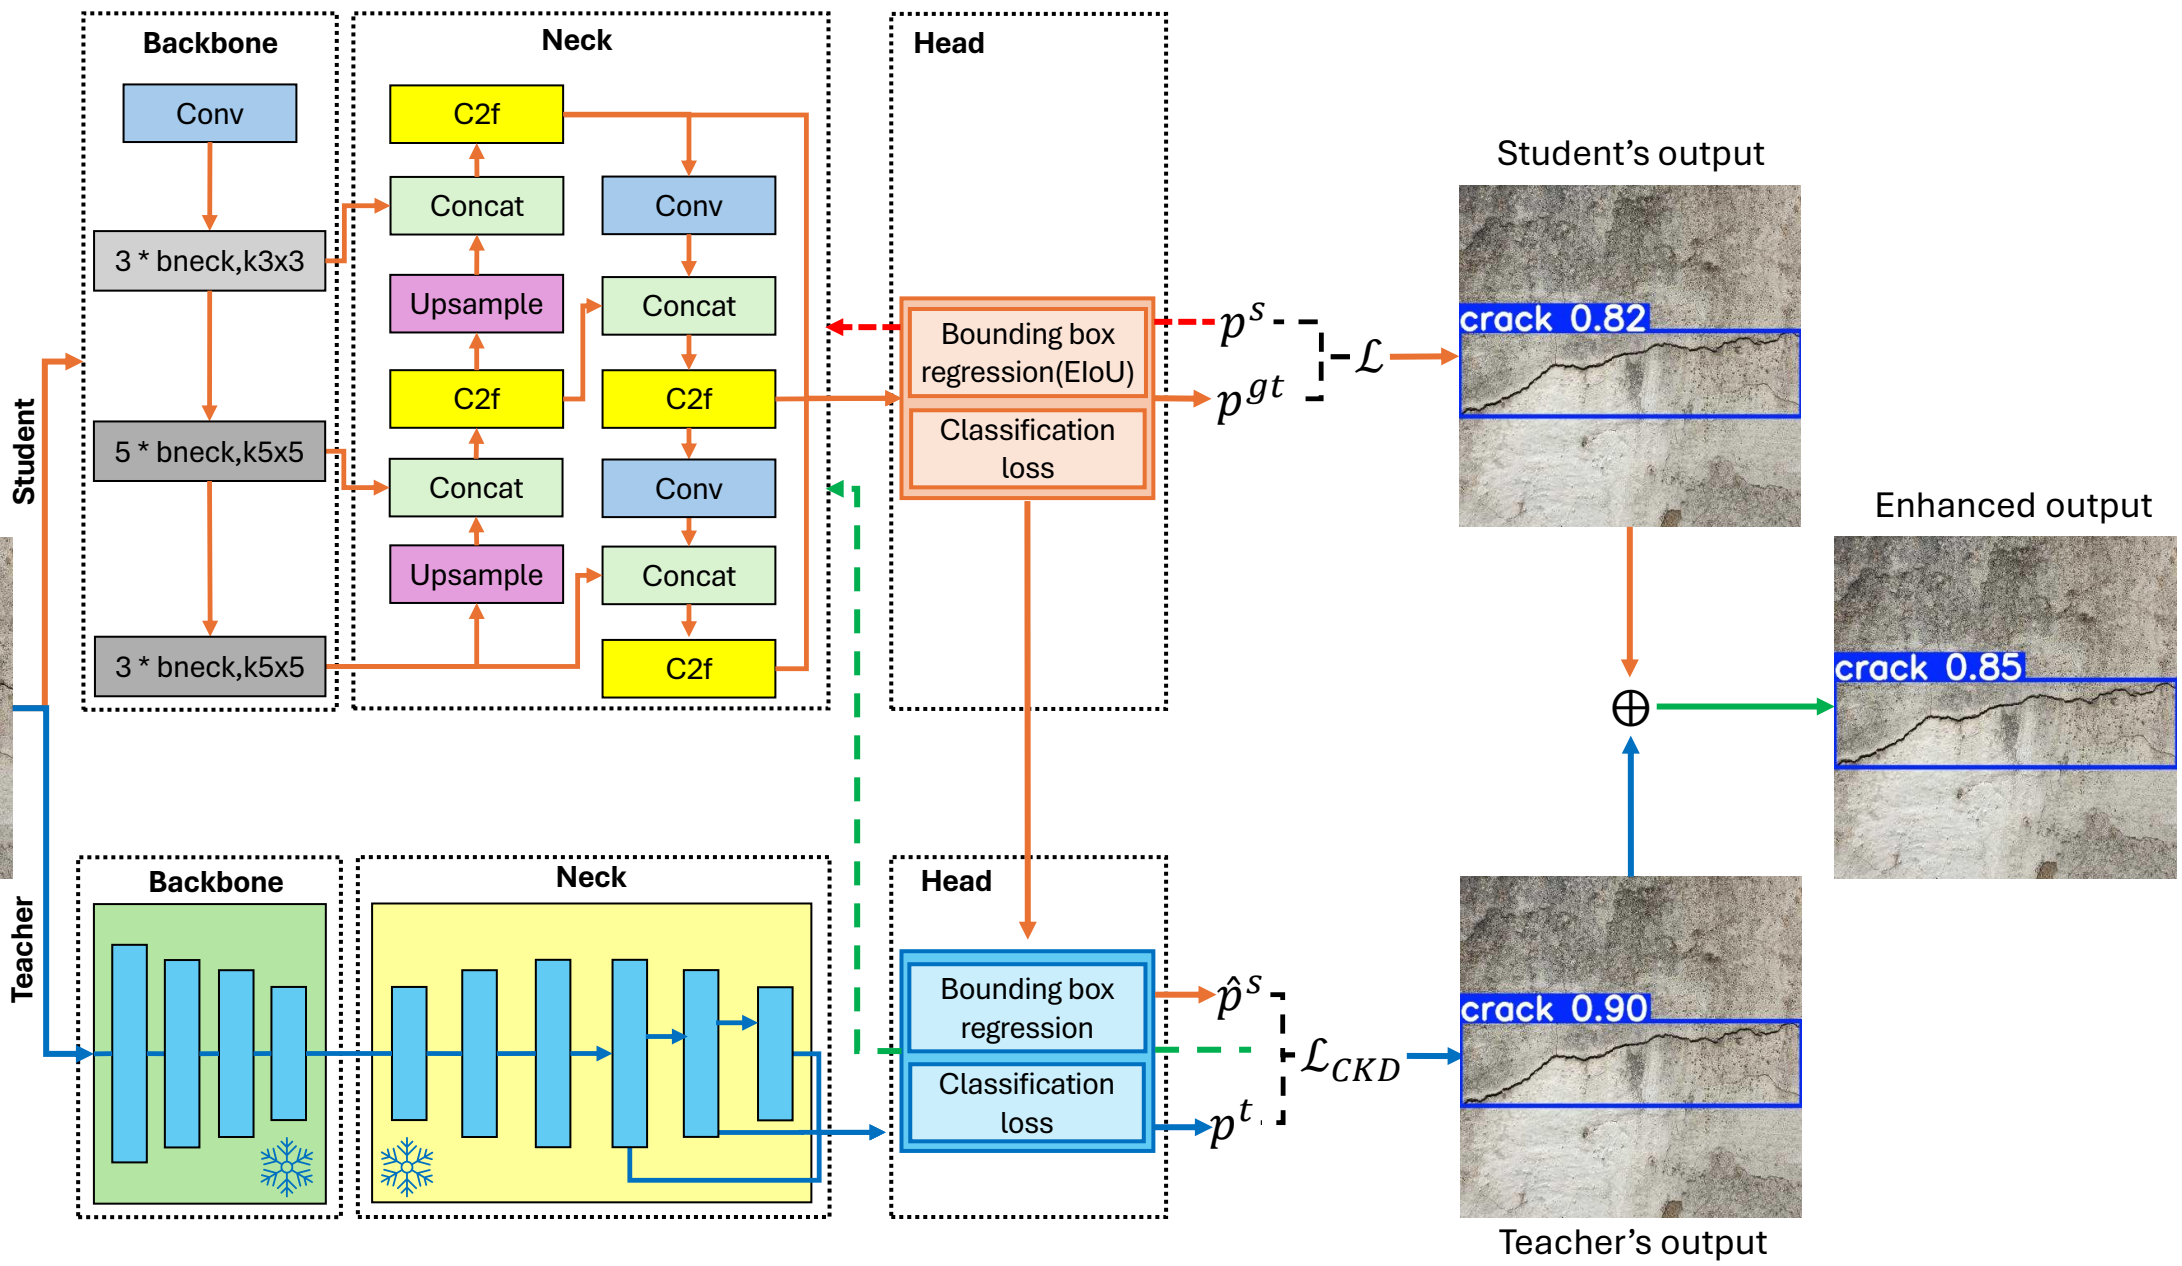 Student
Backbone
Conv
3 * bneck,k3x3
5 * bneck,k5x5
3 * bneck,k5x5
Neck
C2f
Concat
Upsample
C2f
Concat
Upsample
Conv
Concat
C2f
Conv
Concat
C2f
Head
Bounding box
regression(EIoU)
Classification
loss
p^s
p^{gt}
ℒ
Student’s output
crack 0.82
Enhanced output
crack 0.85
⊕
Teacher
Backbone
Neck
Head
Bounding box
regression
Classification
loss
p̂^s
p^t
ℒ_{CKD}
crack 0.90
Teacher’s output